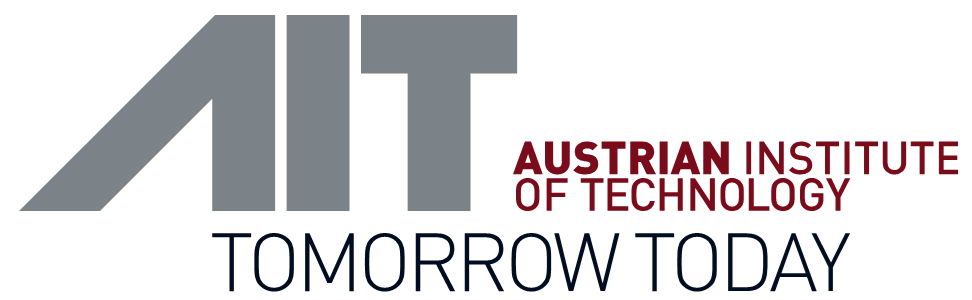 AIT
AUSTRIAN INSTITUTE
OF TECHNOLOGY
TOMORROW TODAY